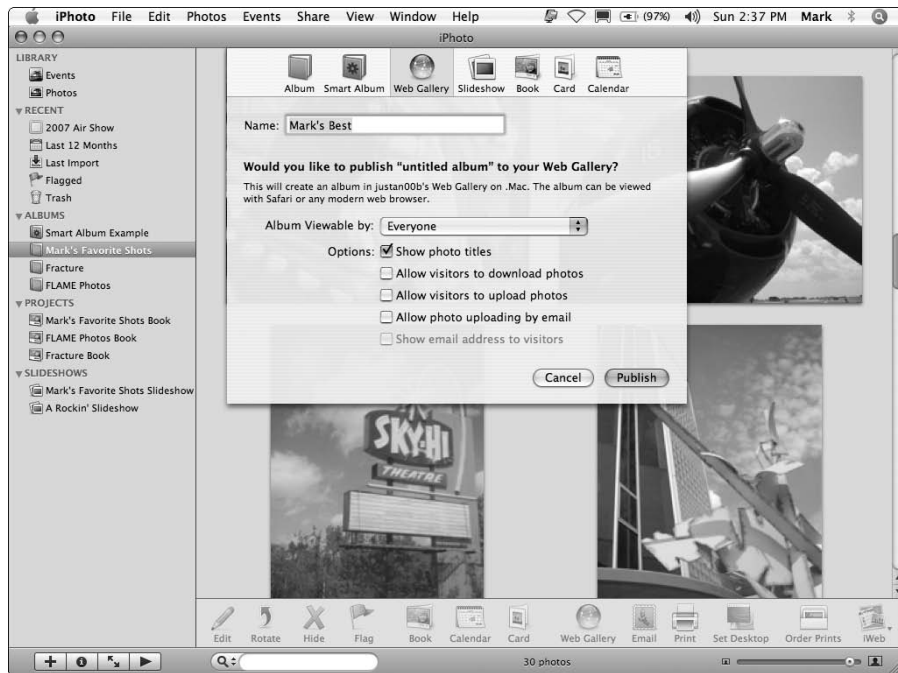 iPhoto File Edit Photos Events Share View Window Help (97%) Sun 2:37 PM Mark
iPhoto
LIBRARY
Events
Photos
RECENT
2007 Air Show
Last 12 Months
Last Import
Flagged
Trash
ALBUMS
Smart Album Example
Mark's Favorite Shots
Fracture
FLAME Photos
PROJECTS
Mark's Favorite Shots Book
FLAME Photos Book
Fracture Book
SLIDESHOWS
Mark's Favorite Shots Slideshow
A Rockin' Slideshow
Album Smart Album Web Gallery Slideshow Book Card Calendar
Name: Mark's Best
Would you like to publish “untitled album” to your Web Gallery?
This will create an album in justan00b's Web Gallery on .Mac. The album can be viewed
with Safari or any modern web browser.
Album Viewable by: Everyone
Options: Show photo titles
Allow visitors to download photos
Allow visitors to upload photos
Allow photo uploading by email
Show email address to visitors
Cancel Publish
SKY-HI
THEATRE
Edit Rotate Hide Flag Book Calendar Card Web Gallery Email Print Set Desktop Order Prints iWeb
30 photos